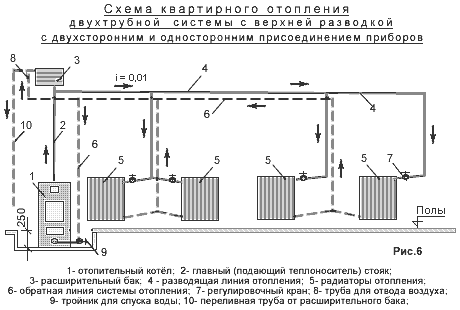 Схема квартирного отопления
двухтрубной системы с верхней разводкой
с двухсторонним и односторонним присоединением приборов
8
3
i = 0,01
4
6
4
10
2
6
1
5
5
5
5
7
250
9
Полы
Рис.6
1- отопительный котёл; 2- главный (подающий теплоноситель) стояк;
3- расширительный бак; 4 - разводящая линия отопления; 5- радиаторы отопления;
6- обратная линия системы отопления; 7- регулировочный кран; 8- труба для отвода воздуха;
9- тройник для спуска воды; 10- переливная труба от расширительного бака;